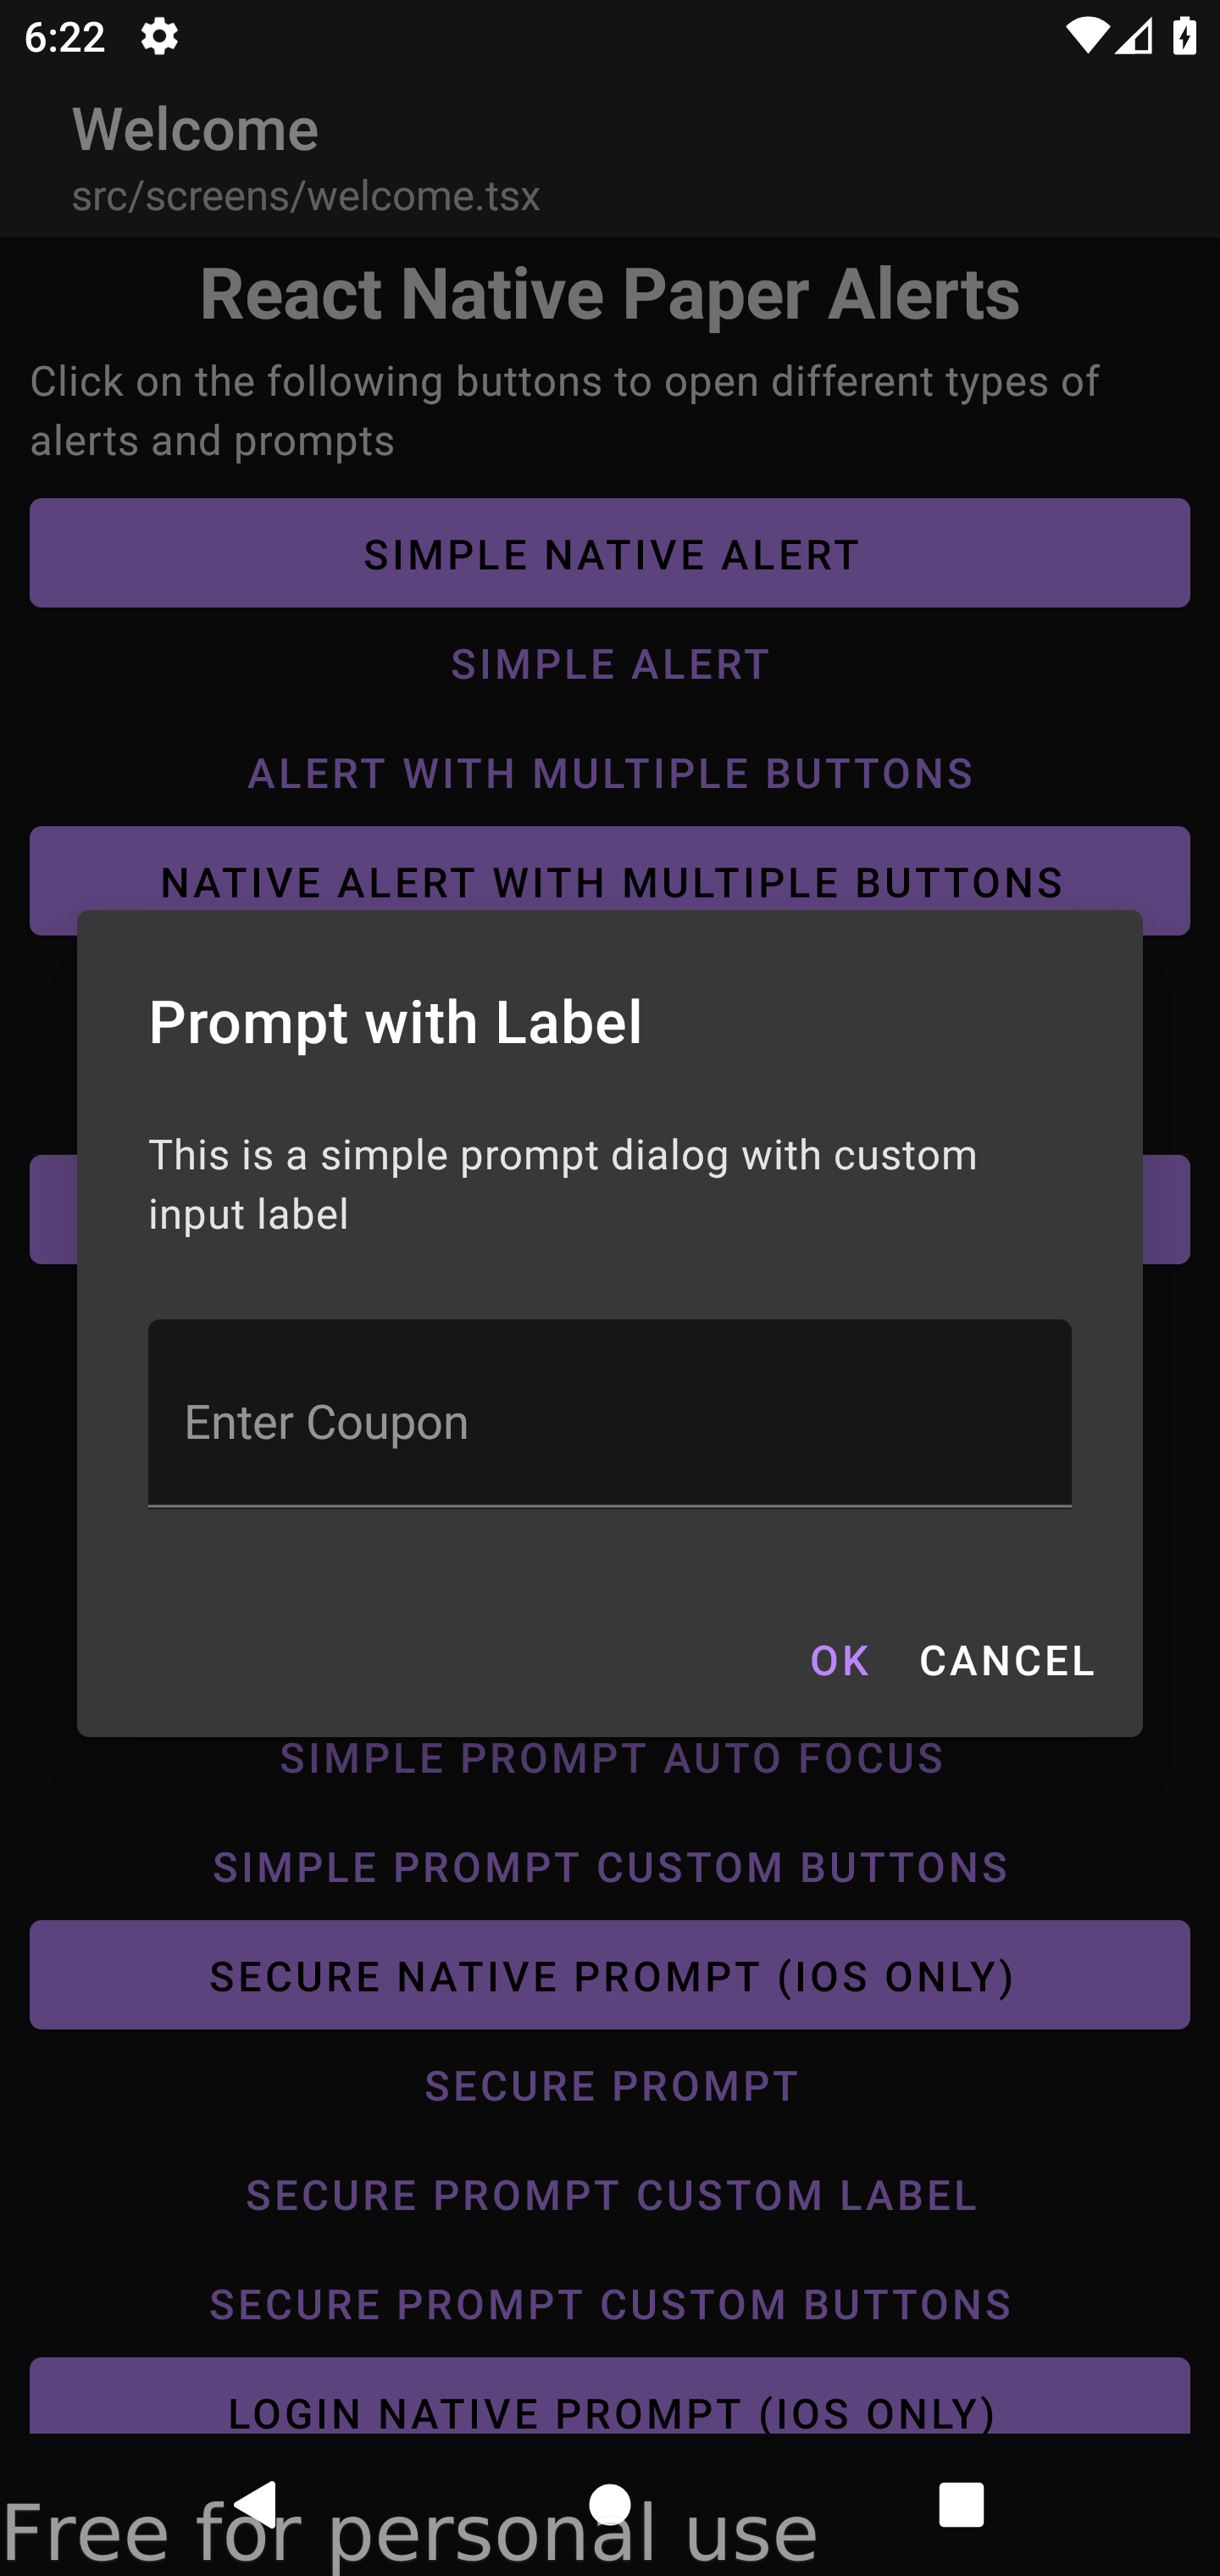 6:22
Welcome
src/screens/welcome.tsx
React Native Paper Alerts
Click on the following buttons to open different types of
alerts and prompts
SIMPLE NATIVE ALERT
SIMPLE ALERT
ALERT WITH MULTIPLE BUTTONS
NATIVE ALERT WITH MULTIPLE BUTTONS
Prompt with Label
This is a simple prompt dialog with custom
input label
Enter Coupon
OK CANCEL
SIMPLE PROMPT AUTO FOCUS
SIMPLE PROMPT CUSTOM BUTTONS
SECURE NATIVE PROMPT (IOS ONLY)
SECURE PROMPT
SECURE PROMPT CUSTOM LABEL
SECURE PROMPT CUSTOM BUTTONS
LOGIN NATIVE PROMPT (IOS ONLY)
Free for personal use